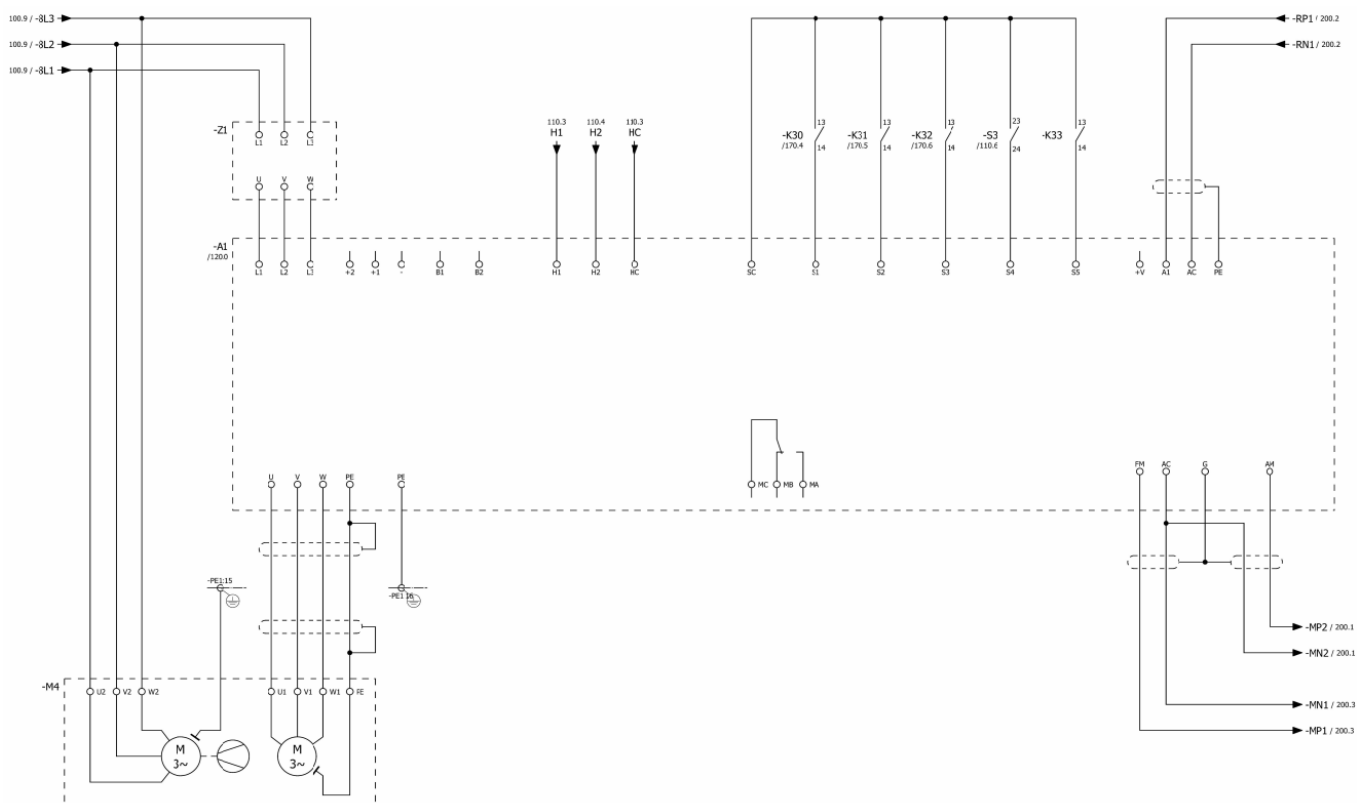 100.9 / -8L3
-RP1 / 200.2
100.9 / -8L2
-RN1 / 200.2
100.9 / -8L1
-Z1
L1 L2 L3
U V W
110.3 110.4 110.3
H1 H2 HC
-K30 /170.4 13 14
-K31 /170.5 13 14
-K32 /170.6 13 14
-S3 /110.6 23 24
-K33 13 14
-A1
/120.0
L1 L2 L3 +2 +1 - B1 B2 H1 H2 HC SC S1 S2 S3 S4 S5 +V A1 AC PE
U V W PE PE
MC MB MA
FM AC G AM
-PE1:15
-PE1:16
-MP2 / 200.1
-MN2 / 200.1
-M4
U2 V2 W2 U1 V1 W1 FE
-MN1 / 200.3
-MP1 / 200.3
M
3~
M
3~